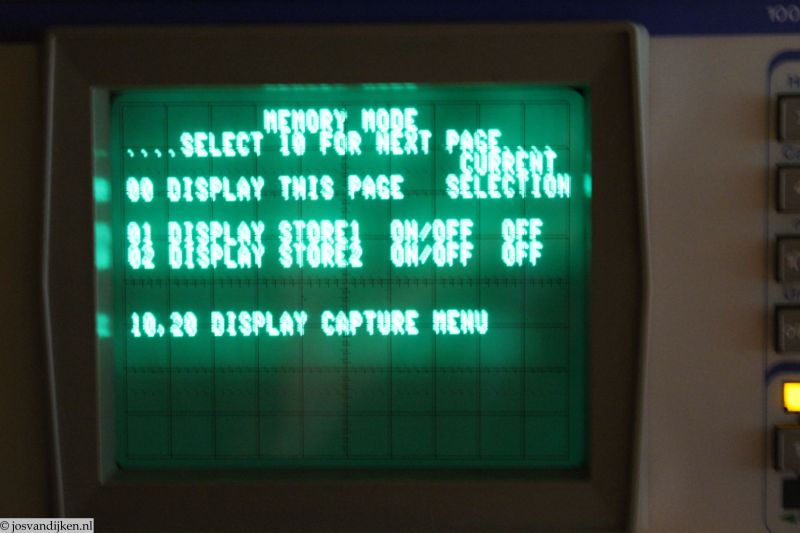 MEMORY MODE
....SELECT 10 FOR NEXT PAGE....
CURRENT
00 DISPLAY THIS PAGE SELECTION
01 DISPLAY STORE1 ON/OFF OFF
02 DISPLAY STORE2 ON/OFF OFF
10,20 DISPLAY CAPTURE MENU
© josvandijken.nl